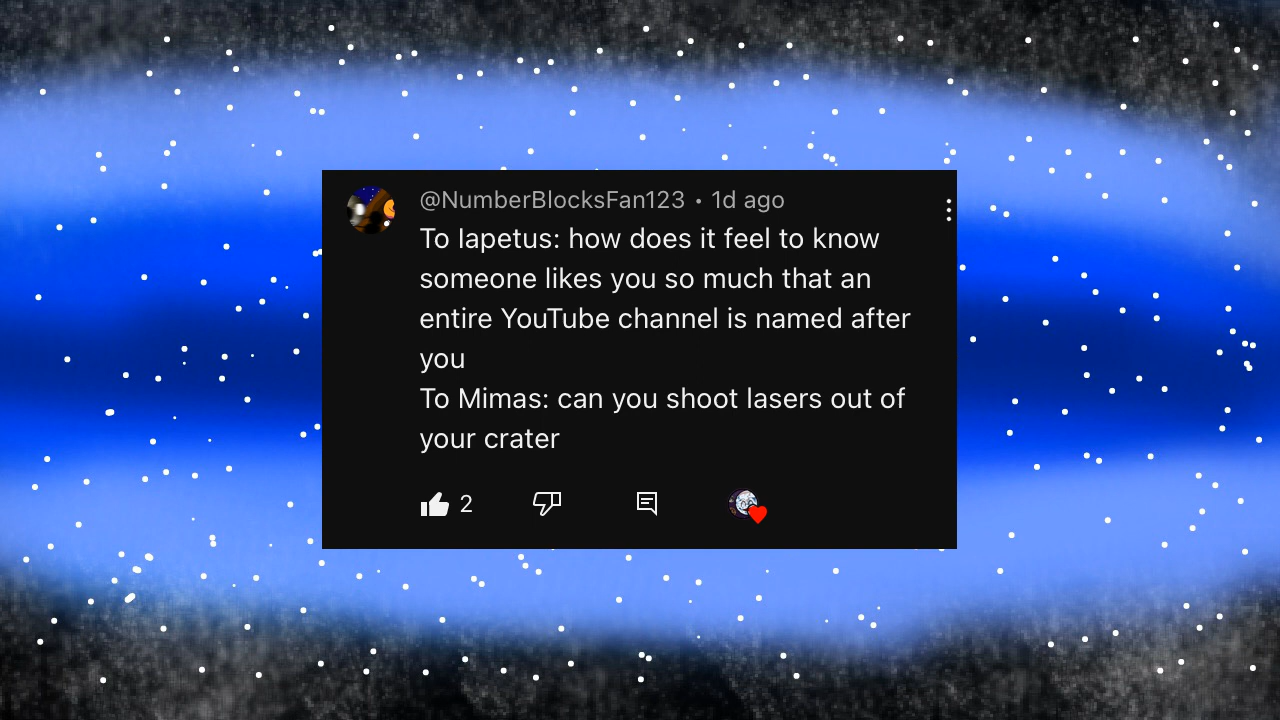 @NumberBlocksFan123 • 1d ago
To Iapetus: how does it feel to know
someone likes you so much that an
entire YouTube channel is named after
you
To Mimas: can you shoot lasers out of
your crater
2